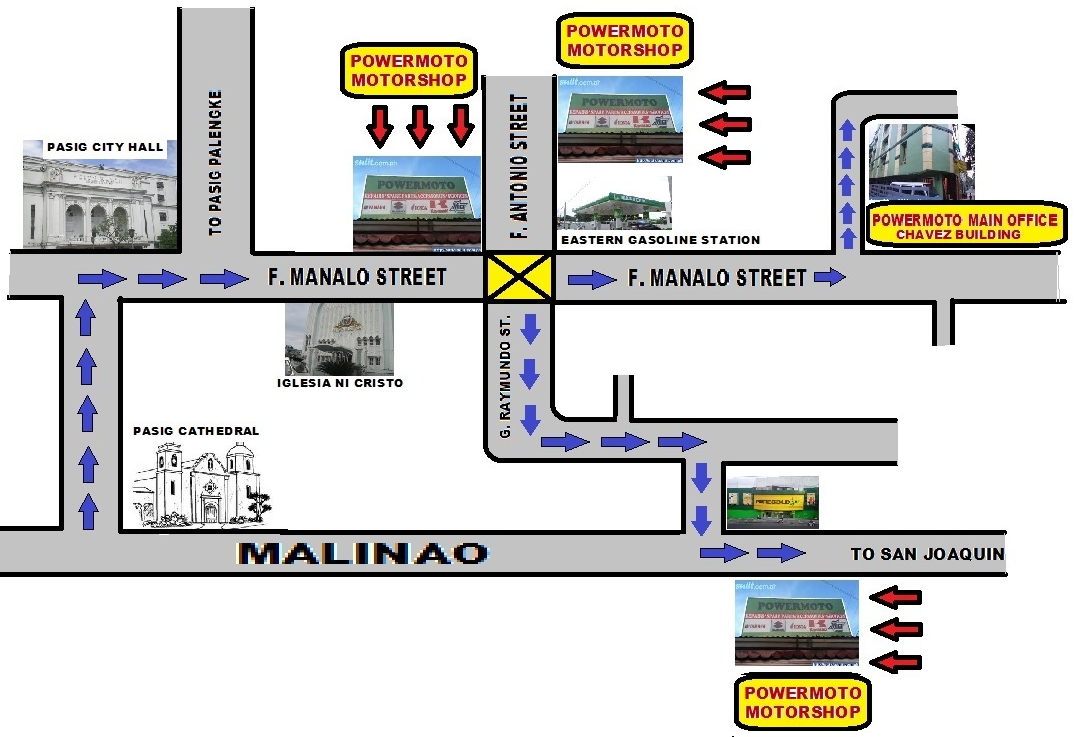 POWERMOTO
MOTORSHOP
POWERMOTO
MOTORSHOP
TO PASIG PALENCKE
F. ANTONIO STREET
POWERMOTO
PASIG CITY HALL
POWERMOTO
EASTERN GASOLINE STATION
POWERMOTO MAIN OFFICE
CHAVEZ BUILDING
F. MANALO STREET
F. MANALO STREET
G. RAYMUNDO ST.
IGLESIA NI CRISTO
PASIG CATHEDRAL
MALINAO
TO SAN JOAQUIN
POWERMOTO
POWERMOTO
MOTORSHOP